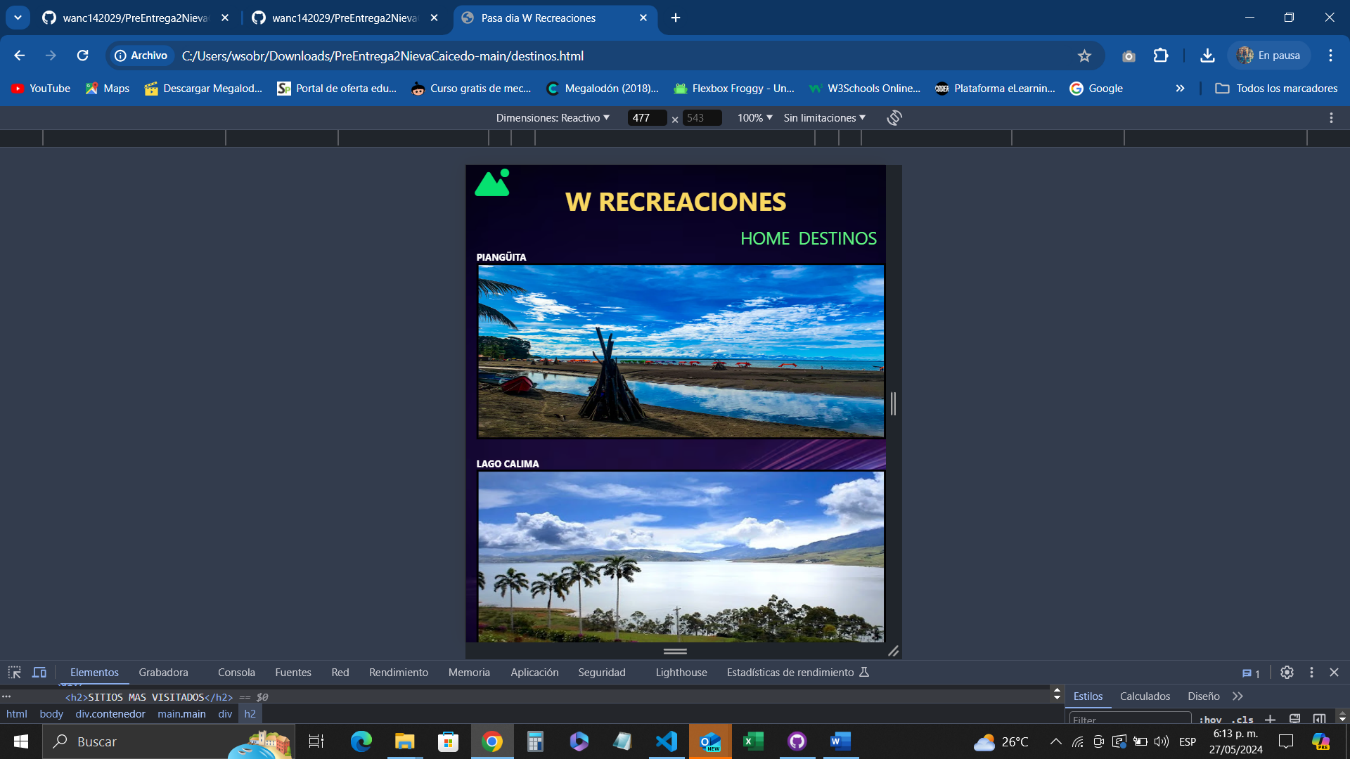 wanc142029/PreEntrega2Nieva
wanc142029/PreEntrega2Nieva
Pasa dia W Recreaciones
Archivo
C:/Users/wsobr/Downloads/PreEntrega2NievaCaicedo-main/destinos.html
En pausa
YouTube
Maps
Descargar Megalod...
Portal de oferta edu...
Curso gratis de mec...
Megalodón (2018)...
Flexbox Froggy - Un...
W3Schools Online...
Plataforma eLearnin...
Google
Todos los marcadores
Dimensiones: Reactivo 477 x 543 100% Sin limitaciones
W RECREACIONES
HOME DESTINOS
PIANGÜITA
LAGO CALIMA
Elementos Grabadora Consola Fuentes Red Rendimiento Memoria Aplicación Seguridad Lighthouse Estadísticas de rendimiento 1
<h2>SITIOS MAS VISITADOS</h2> == $0
Estilos Calculados Diseño
html body div.contenedor main.main div h2
Filter :hov .cls
Buscar
26°C
ESP
6:13 p. m.
27/05/2024